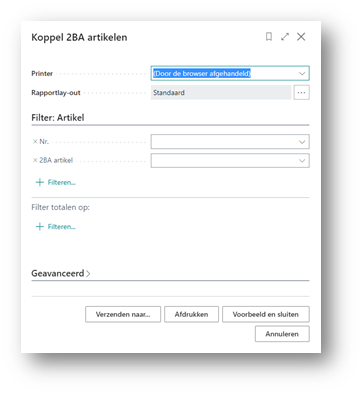 Koppel 2BA artikelen
Printer (Door de browser afgehandeld)
Rapportlay-out Standaard ...
Filter: Artikel
× Nr.
× 2BA artikel
+ Filteren...
Filter totalen op:
+ Filteren...
Geavanceerd >
Verzenden naar... Afdrukken Voorbeeld en sluiten
Annuleren